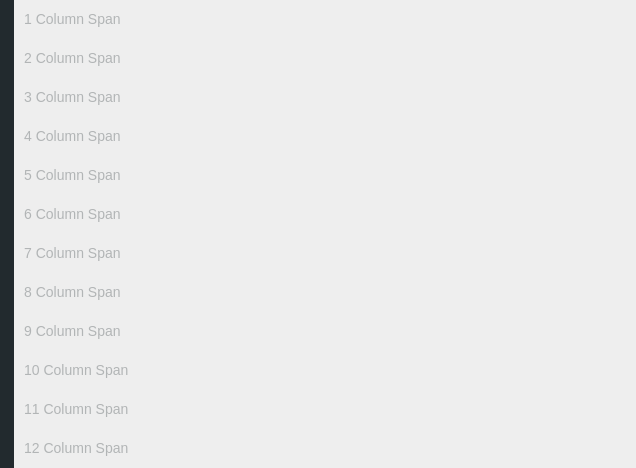 1 Column Span
2 Column Span
3 Column Span
4 Column Span
5 Column Span
6 Column Span
7 Column Span
8 Column Span
9 Column Span
10 Column Span
11 Column Span
12 Column Span